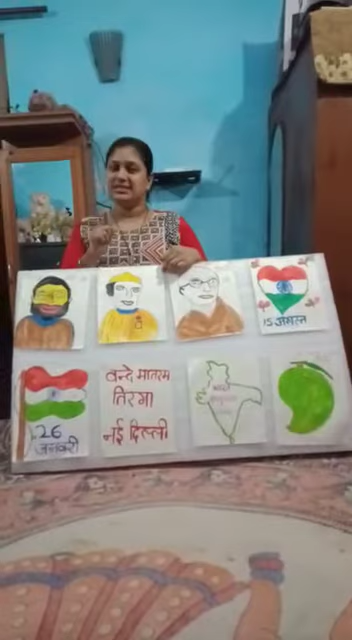 15 अगस्त
26
जनवरी
वन्दे मातरम
तिरंगा
नई दिल्ली